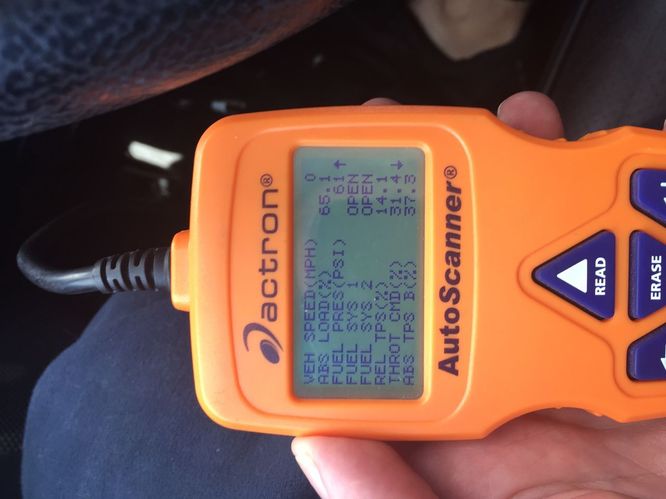 actron®
VEH SPEED(MPH) 0
ABS LOAD(%) 65.1
FUEL PRES(PSI) 61 ↑
FUEL SYS 1 OPEN
FUEL SYS 2 OPEN
REL TPS(%) 14.1
THROT CMD(%) 31.4 ↓
ABS TPS B(%) 37.3
AutoScanner®
READ
ERASE